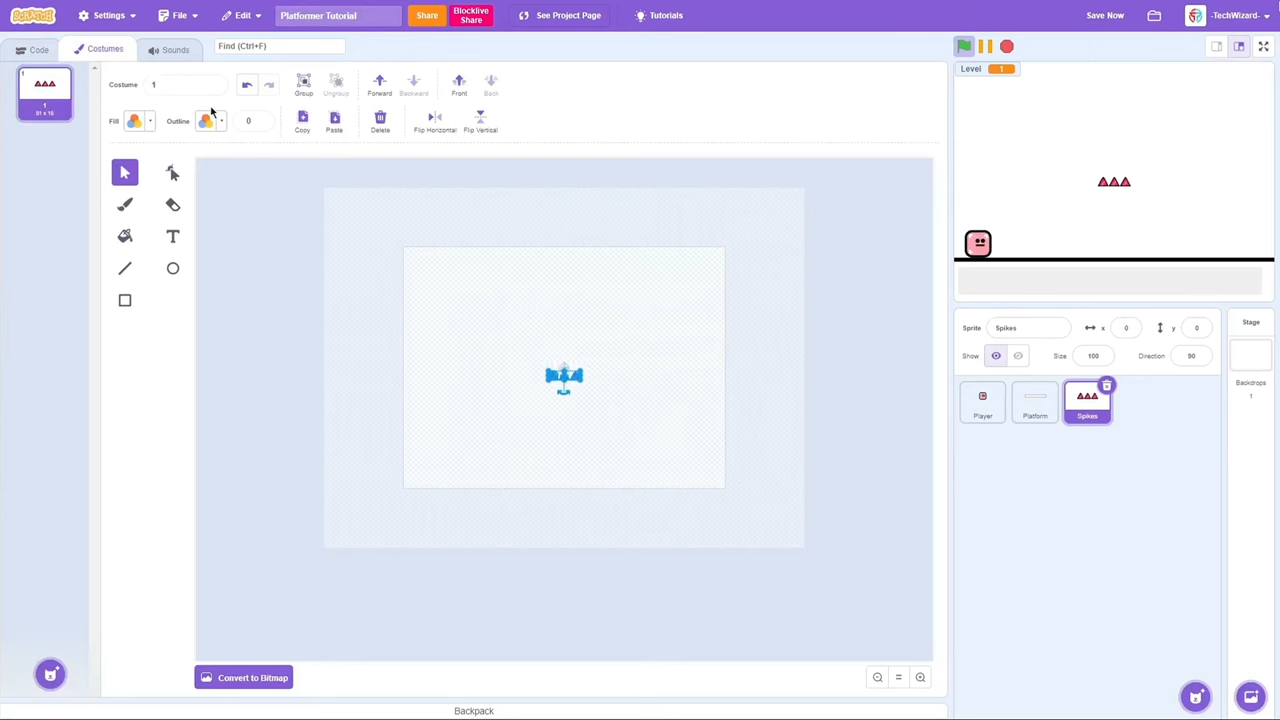 SCRATCH Settings File Edit Platformer Tutorial Share Blocklive Share See Project Page Tutorials Save Now -TechWizard-
Code Costumes Sounds Find (Ctrl+F)
Level 1
1
1
Costume 1
Group Ungroup Forward Backward Front Back
Fill Outline 0
Copy Paste Delete Flip Horizontal Flip Vertical
Sprite Spikes x 0 y 0
Show Size 100 Direction 90
Player Platform Spikes
Stage
Backdrops
1
Convert to Bitmap
Backpack